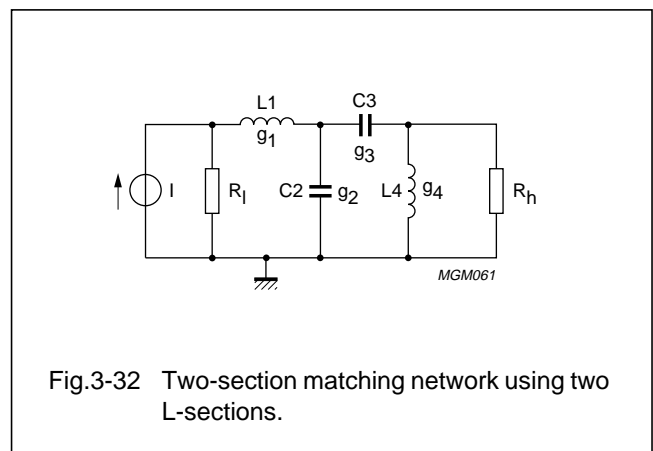 L1
C3
g1
g3
I
Rl
C2
g2
L4
g4
Rh
MGM061
Fig.3-32 Two-section matching network using two
L-sections.